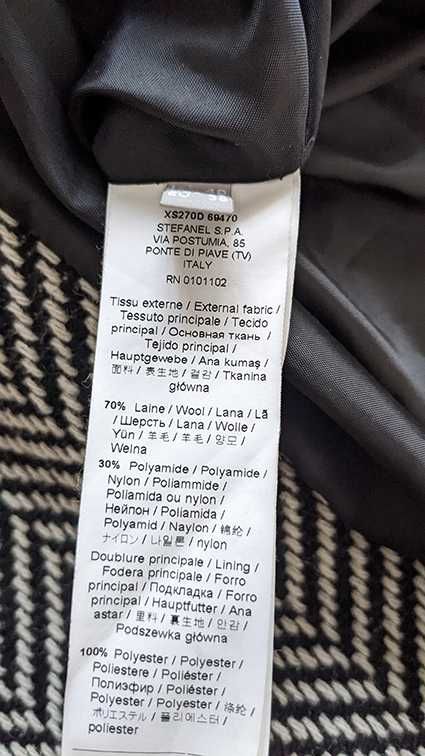 XS270D 69470
STEFANEL S.P.A.
VIA POSTUMIA, 85
PONTE DI PIAVE (TV)
ITALY
RN 0101102
Tissu externe / External fabric /
Tessuto principale / Tecido
principal / Основная ткань /
Tejido principal /
Hauptgewebe / Ana kumaş /
面料 / 表生地 / 겉감 / Tkanina
główna
70% Laine / Wool / Lana / Lã
/ Шерсть / Lana / Wolle /
Yün / 羊毛 / 羊毛 / 양모 /
Wełna
30% Polyamide / Polyamide /
Nylon / Poliammide /
Poliamida ou nylon /
Нейлон / Poliamida /
Polyamid / Naylon / 锦纶 /
ナイロン / 나일론 / nylon
Doublure principale / Lining /
Fodera principale / Forro
principal / Подкладка / Forro
principal / Hauptfutter / Ana
astar / 里料 / 裏生地 / 안감 /
Podszewka główna
100% Polyester / Polyester /
Poliestere / Poliéster /
Полиэфир / Poliéster /
Polyester / Polyester / 涤纶 /
ポリエステル / 폴리에스터 /
poliester